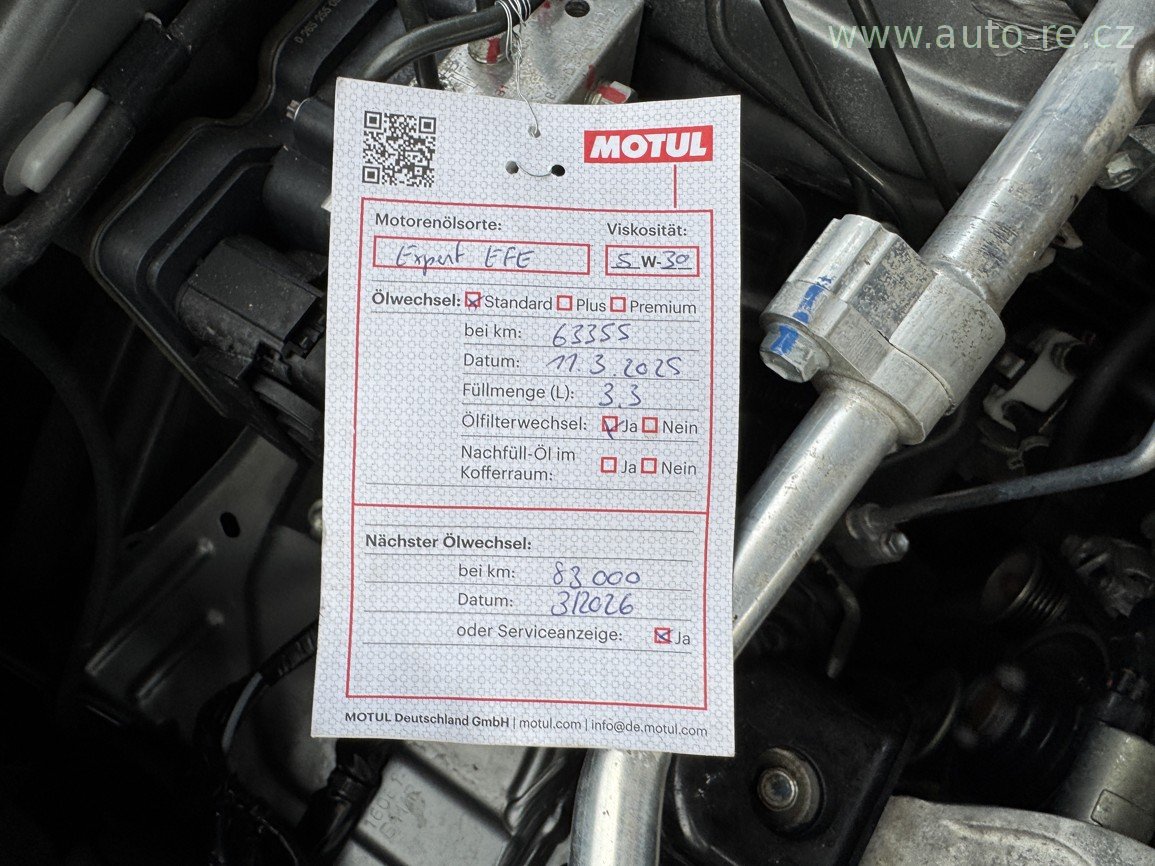 www.auto-re.cz
MOTUL
Motorenölsorte:
Viskosität:
Expert EFE
5 W-30
Ölwechsel: Standard Plus Premium
bei km: 63355
Datum: 11.3.2025
Füllmenge (L): 3.3
Ölfilterwechsel: Ja Nein
Nachfüll-Öl im
Kofferraum: Ja Nein
Nächster Ölwechsel:
bei km: 83 000
Datum: 3/2026
oder Serviceanzeige: Ja
MOTUL Deutschland GmbH | motul.com | info@de.motul.com